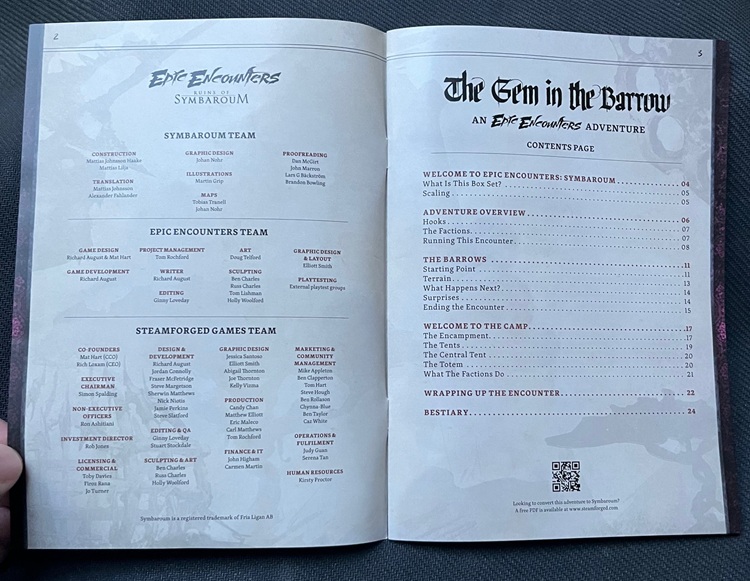 2
EPIC ENCOUNTERS
RUINS OF
SYMBAROUM
SYMBAROUM TEAM
CONSTRUCTION
Mattias Johnsson Haake
Mattias Lilja
TRANSLATION
Mattias Johnsson
Alexander Fahlander
GRAPHIC DESIGN
Johan Nohr
ILLUSTRATIONS
Martin Grip
MAPS
Tobias Tranell
Johan Nohr
PROOFREADING
Dan McGirt
John Marron
Lars G Bäckström
Brandon Bowling
EPIC ENCOUNTERS TEAM
GAME DESIGN
Richard August & Mat Hart
GAME DEVELOPMENT
Richard August
PROJECT MANAGEMENT
Tom Rochford
WRITER
Richard August
EDITING
Ginny Loveday
ART
Doug Telford
SCULPTING
Ben Charles
Russ Charles
Tom Lishman
Holly Woolford
GRAPHIC DESIGN
& LAYOUT
Elliott Smith
PLAYTESTING
External playtest groups
STEAMFORGED GAMES TEAM
CO-FOUNDERS
Mat Hart (CCO)
Rich Loxam (CEO)
EXECUTIVE
CHAIRMAN
Simon Spalding
NON-EXECUTIVE
OFFICERS
Ron Ashtiani
INVESTMENT DIRECTOR
Rob Jones
LICENSING &
COMMERCIAL
Toby Davies
Jo Turner
DESIGN &
DEVELOPMENT
Richard August
Jordan Connolly
Fraser McFetridge
Steve Margetson
Sherwin Matthews
Nick Niotis
Jamie Perkins
Steve Slatford
EDITING & QA
Ginny Loveday
Stuart Stockdale
SCULPTING & ART
Ben Charles
Russ Charles
Holly Woolford
GRAPHIC DESIGN
Jessica Santoso
Elliott Smith
Abigail Thornton
Joe Thornton
Kelly Vizma
PRODUCTION
Candy Chan
Matthew Elliott
Eric Maleco
Carl Matthews
Tom Rochford
FINANCE & IT
John Higham
Carmen Martin
MARKETING &
COMMUNITY
MANAGEMENT
Mike Appleton
Ben Clapperton
Tom Hart
Steve Hough
Ben Rollason
Chynna-Blue
Ben Taylor
Caz White
OPERATIONS &
FULFILMENT
Judy Gunn
Serena Tan
HUMAN RESOURCES
Kirsty Proctor
Symbaroum is a registered trademark of Fria Ligan AB
3
The Gem in the Barrow
AN EPIC ENCOUNTERS ADVENTURE
CONTENTS PAGE
WELCOME TO EPIC ENCOUNTERS: SYMBAROUM 04
What Is This Box Set? 05
Scaling 05
ADVENTURE OVERVIEW 06
Hooks 07
The Factions 07
Running This Encounter 08
THE BARROWS 11
Starting Point 11
Terrain 13
What Happens Next? 14
Surprises 14
Ending the Encounter 15
WELCOME TO THE CAMP 17
The Encampment 17
The Tents 19
The Central Tent 20
The Totem 20
What The Factions Do 21
WRAPPING UP THE ENCOUNTER 22
BESTIARY 24
Looking to convert this adventure to Symbaroum?
A free PDF is available at www.steamforged.com